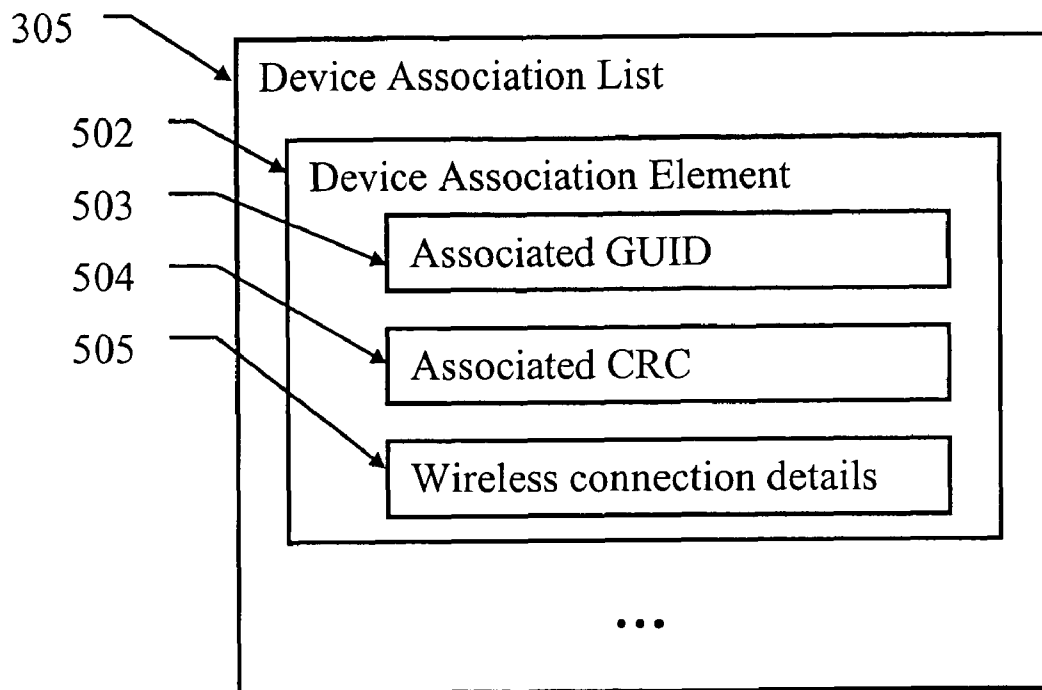 305
Device Association List
502
Device Association Element
503
Associated GUID
504
Associated CRC
505
Wireless connection details
...